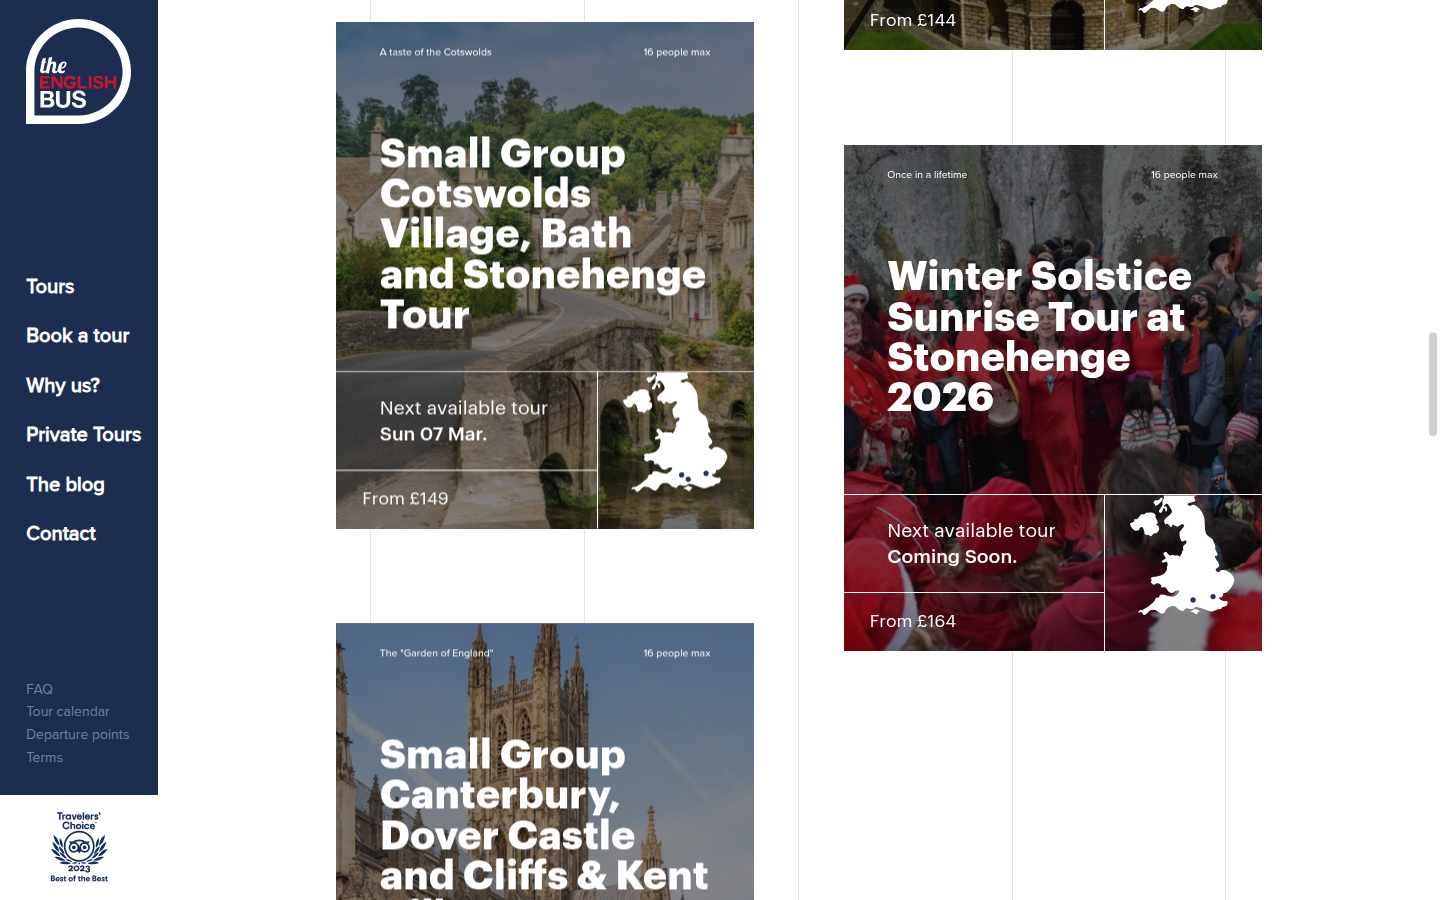 the
ENGLISH
BUS
Tours
Book a tour
Why us?
Private Tours
The blog
Contact
FAQ
Tour calendar
Departure points
Terms
Travelers'
Choice
2023
Best of the Best
A taste of the Cotswolds
16 people max
Small Group
Cotswolds
Village, Bath
and Stonehenge
Tour
Next available tour
Sun 07 Mar.
From £149
The "Garden of England"
16 people max
Small Group
Canterbury,
Dover Castle
and Cliffs & Kent
From £144
Once in a lifetime
16 people max
Winter Solstice
Sunrise Tour at
Stonehenge
2026
Next available tour
Coming Soon.
From £164